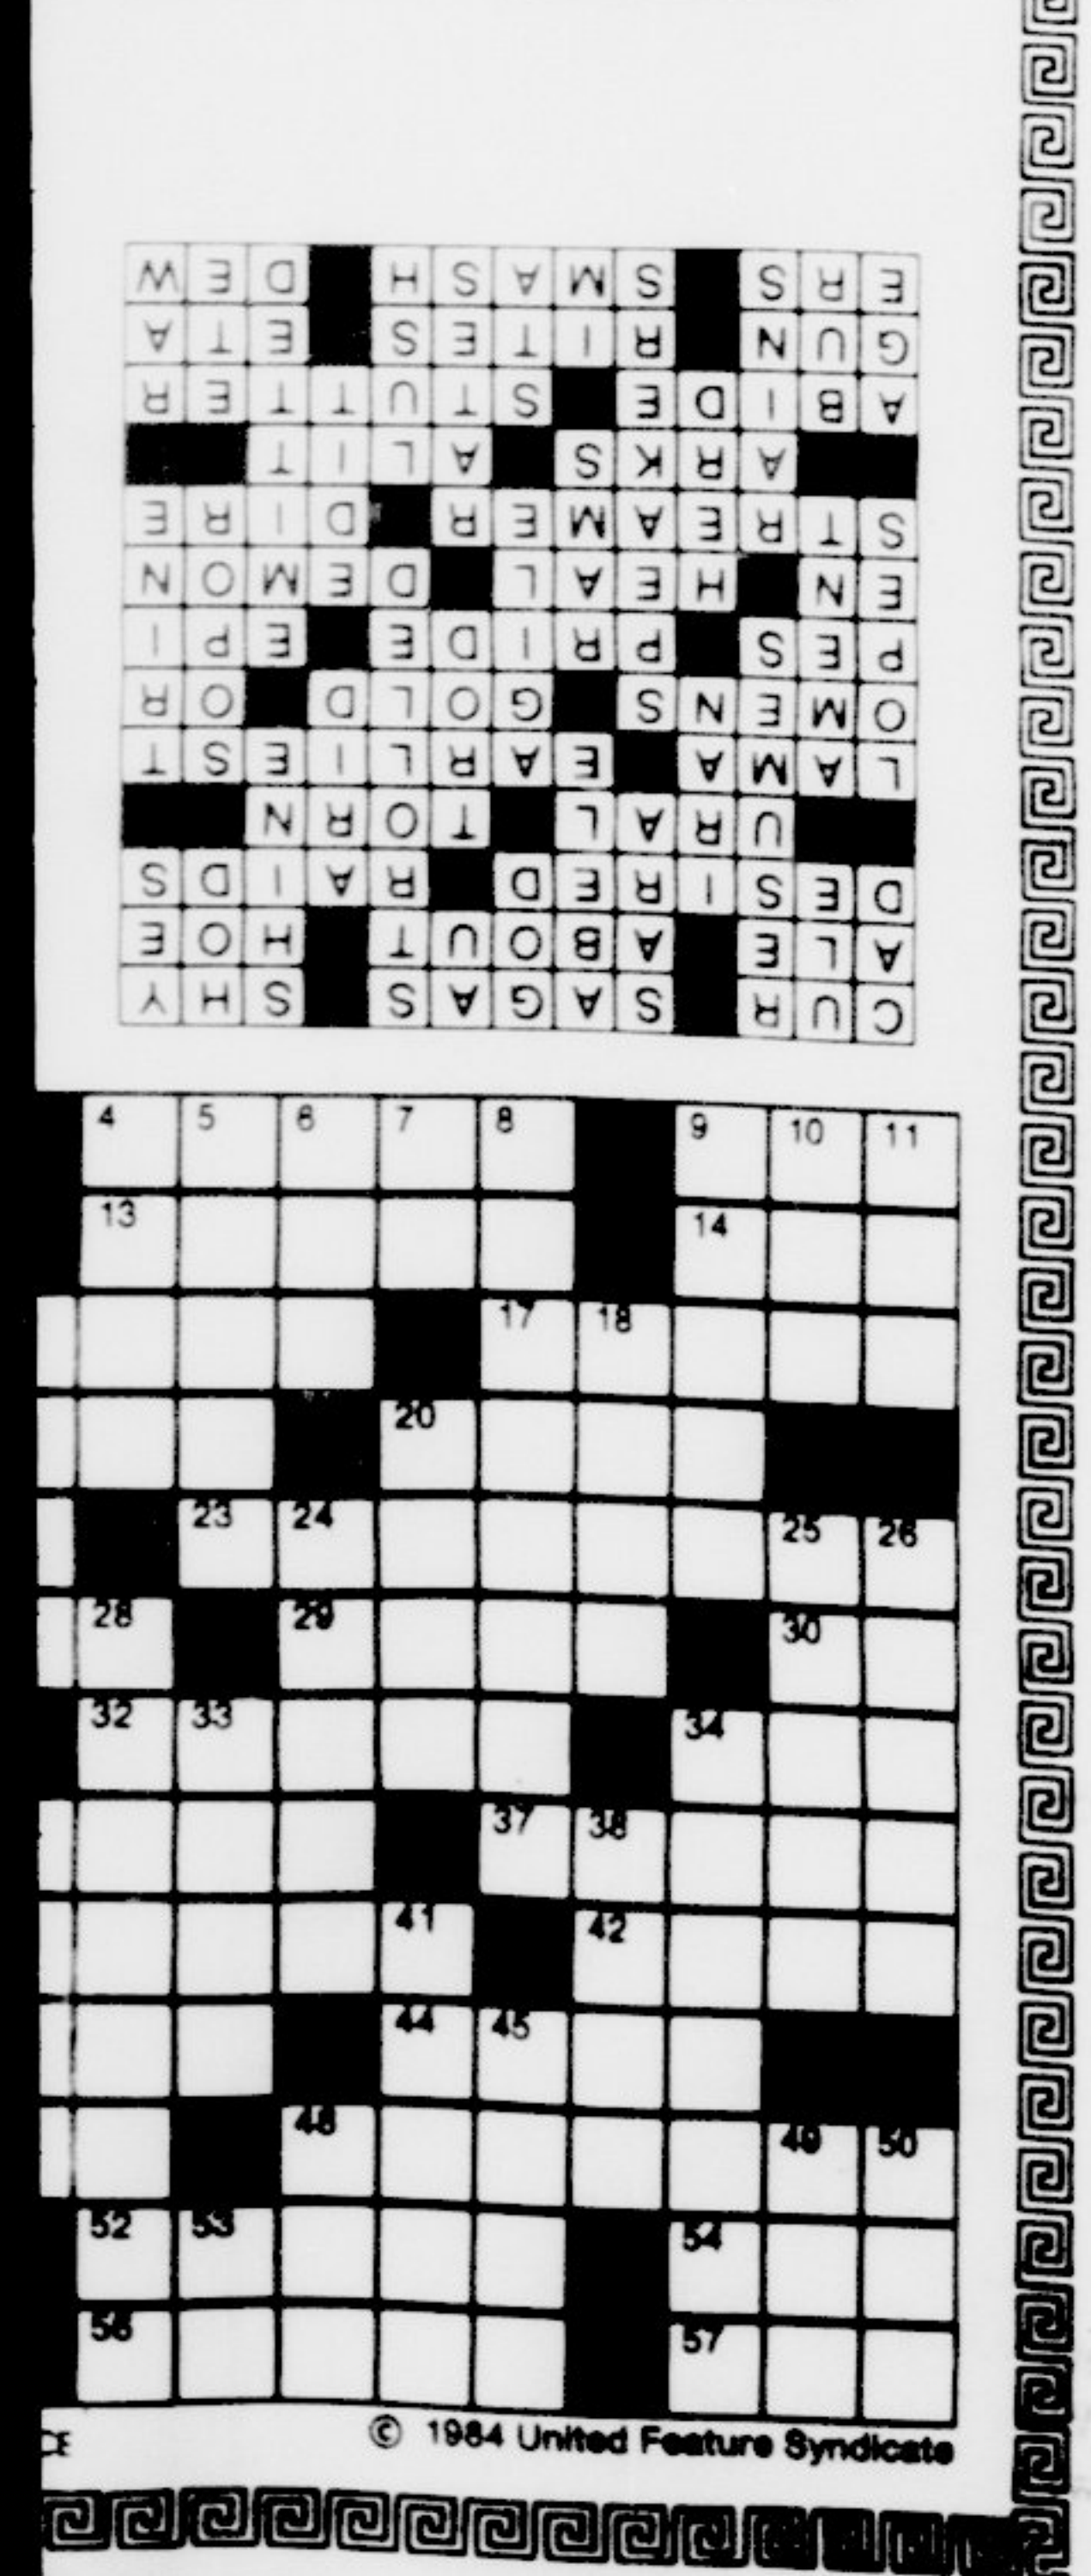 CUR SAGAS SHY
ALE ABOUT HOE
DESIRED RAIDS
URAL TORN
LAMA EARLIEST
OMENS GOLD OR
PES PRIDE EPI
EN HEAL DEMON
STREAMER DIRE
ARKS ALIT
ABIDE STUTTER
GUN RITES ETA
ERS SMASH DEW
4 5 6 7 8 9 10 11
13 14
17 18
20
23 24 25 26
28 29 30
32 33 34
37 38
41 42
44 45
48 49 50
52 53 54
56 57
CE © 1984 United Feature Syndicate